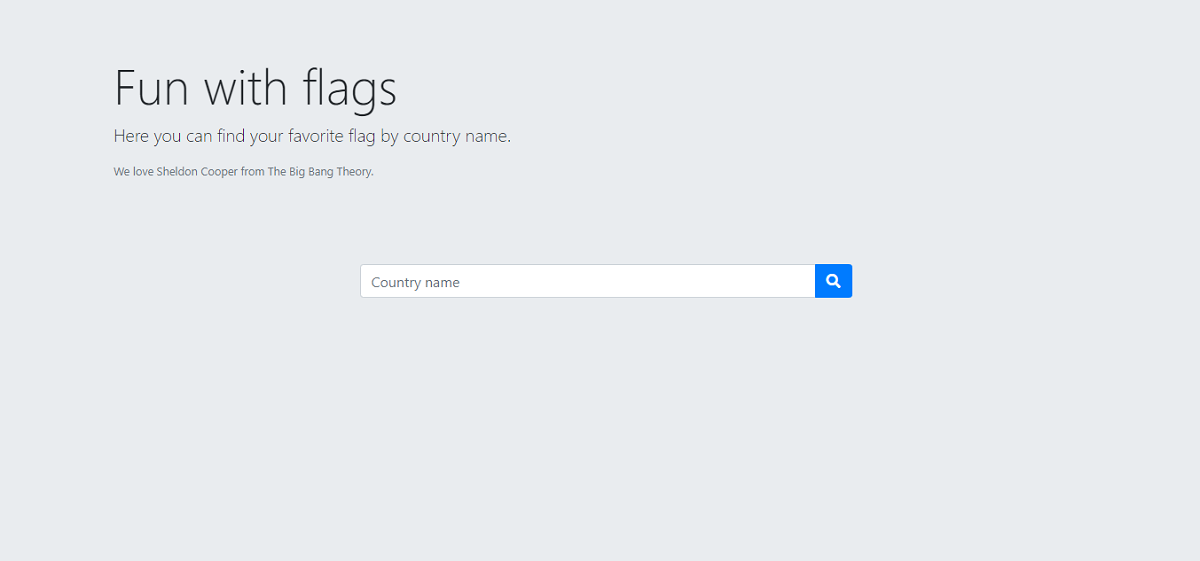 Fun with flags
Here you can find your favorite flag by country name.
We love Sheldon Cooper from The Big Bang Theory.
Country name